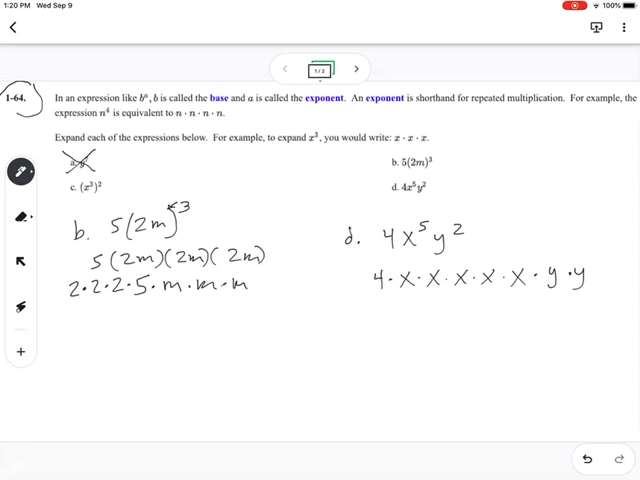 1:20 PM Wed Sep 9
100%
1 / 2
1-64. In an expression like bᵃ, b is called the base and a is called the exponent. An exponent is shorthand for repeated multiplication. For example, the
expression n⁴ is equivalent to n · n · n · n.
Expand each of the expressions below. For example, to expand x³, you would write: x · x · x.
b. 5(2m)³
c. (x³)²
d. 4x⁵y²
b. 5(2m)³
5(2m)(2m)(2m)
2·2·2·5·m·m·m
d. 4x⁵y²
4·x·x·x·x·x·y·y